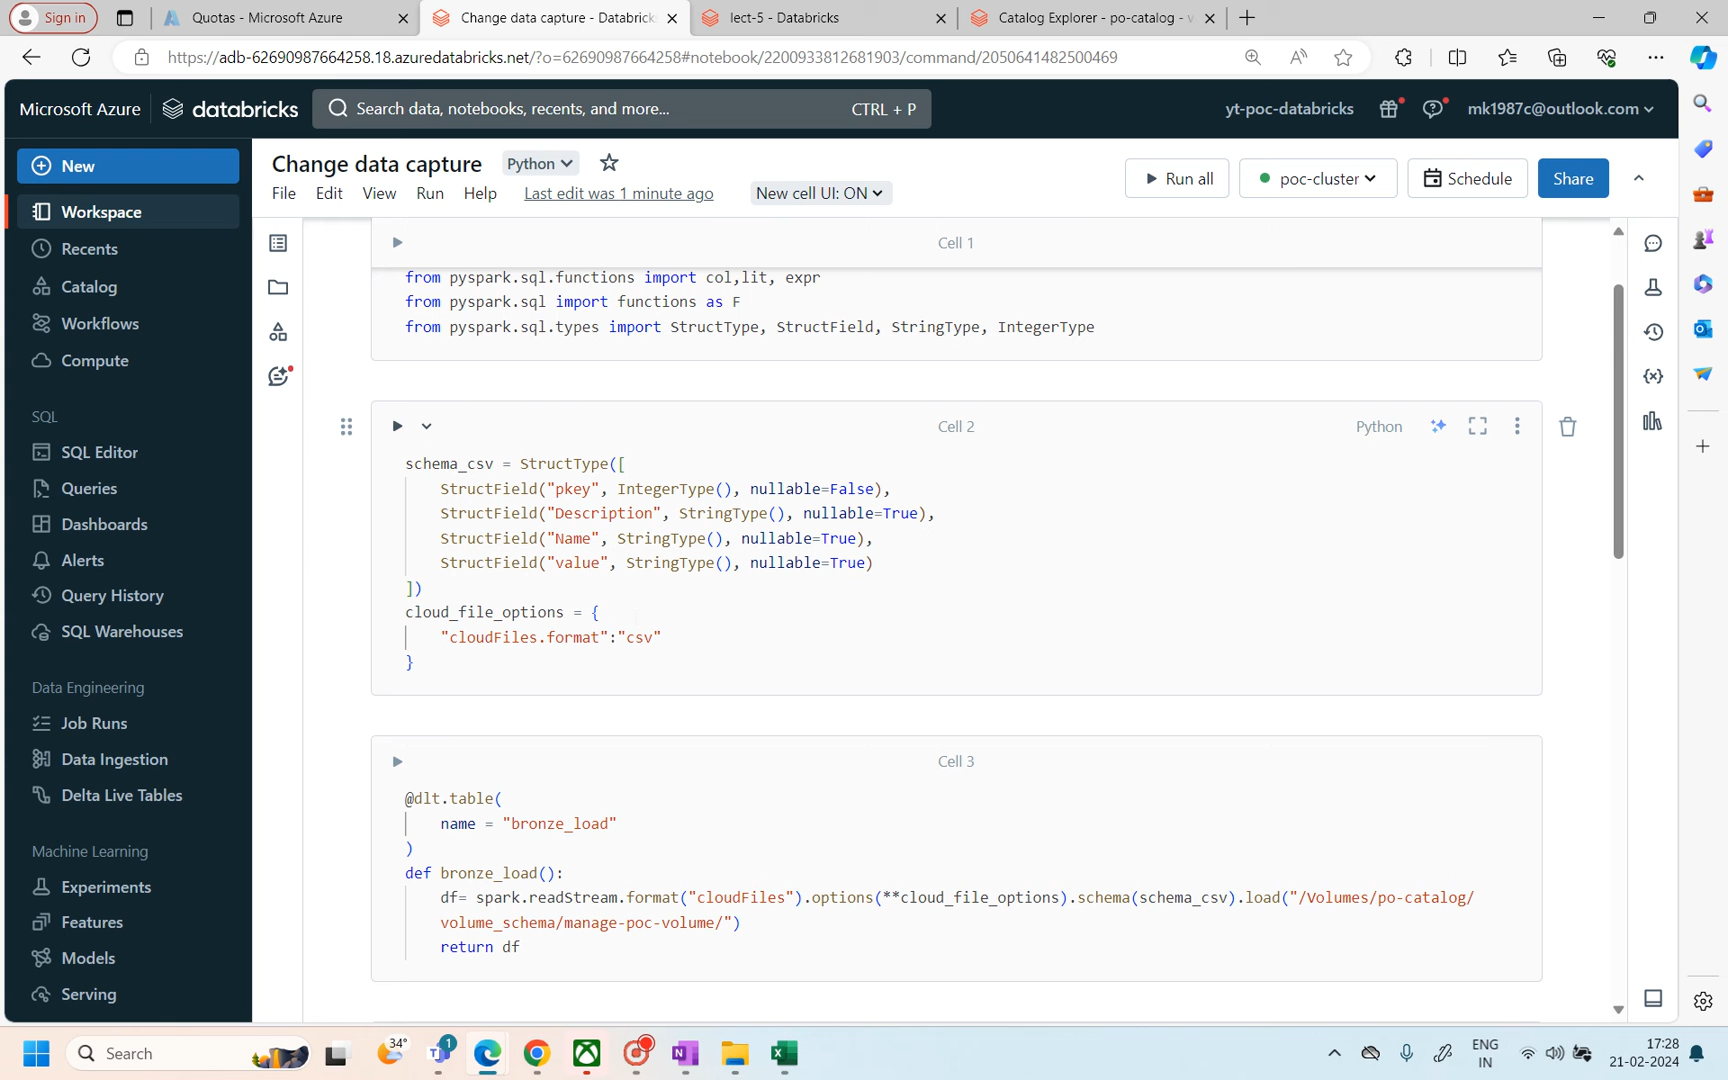 Sign in
Quotas - Microsoft Azure
Change data capture - Databrick
lect-5 - Databricks
Catalog Explorer - po-catalog - v
https://adb-62690987664258.18.azuredatabricks.net/?o=62690987664258#notebook/2200933812681903/command/2050641482500469
Microsoft Azure
databricks
Search data, notebooks, recents, and more...
CTRL + P
yt-poc-databricks
mk1987c@outlook.com
New
Workspace
Recents
Catalog
Workflows
Compute
SQL
SQL Editor
Queries
Dashboards
Alerts
Query History
SQL Warehouses
Data Engineering
Job Runs
Data Ingestion
Delta Live Tables
Machine Learning
Experiments
Features
Models
Serving
Change data capture
Python
File Edit View Run Help
Last edit was 1 minute ago
New cell UI: ON
Run all
poc-cluster
Schedule
Share
Cell 1
from pyspark.sql.functions import col,lit, expr
from pyspark.sql import functions as F
from pyspark.sql.types import StructType, StructField, StringType, IntegerType
Cell 2
Python
schema_csv = StructType([
StructField("pkey", IntegerType(), nullable=False),
StructField("Description", StringType(), nullable=True),
StructField("Name", StringType(), nullable=True),
StructField("value", StringType(), nullable=True)
])
cloud_file_options = {
"cloudFiles.format":"csv"
}
Cell 3
@dlt.table(
name = "bronze_load"
)
def bronze_load():
df= spark.readStream.format("cloudFiles").options(**cloud_file_options).schema(schema_csv).load("/Volumes/po-catalog/
volume_schema/manage-poc-volume/")
return df
Search
34°
1
ENG
IN
17:28
21-02-2024